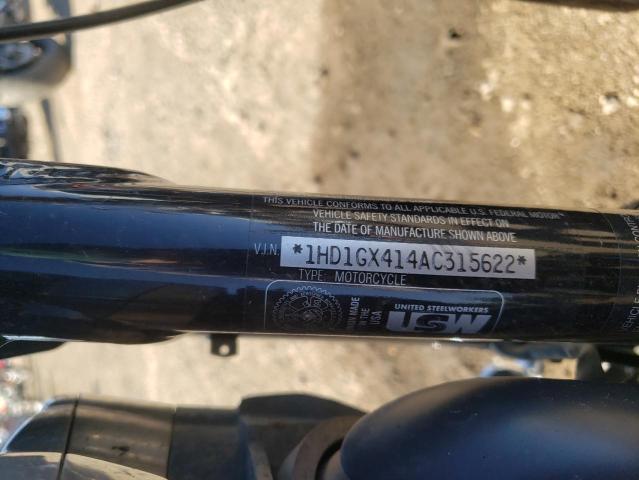 THIS VEHICLE CONFORMS TO ALL APPLICABLE U.S. FEDERAL MOTOR
VEHICLE SAFETY STANDARDS IN EFFECT ON
THE DATE OF MANUFACTURE SHOWN ABOVE
V.I.N. *1HD1GX414AC315622*
TYPE: MOTORCYCLE
MADE
IN THE
USA
UNITED STEELWORKERS
USW